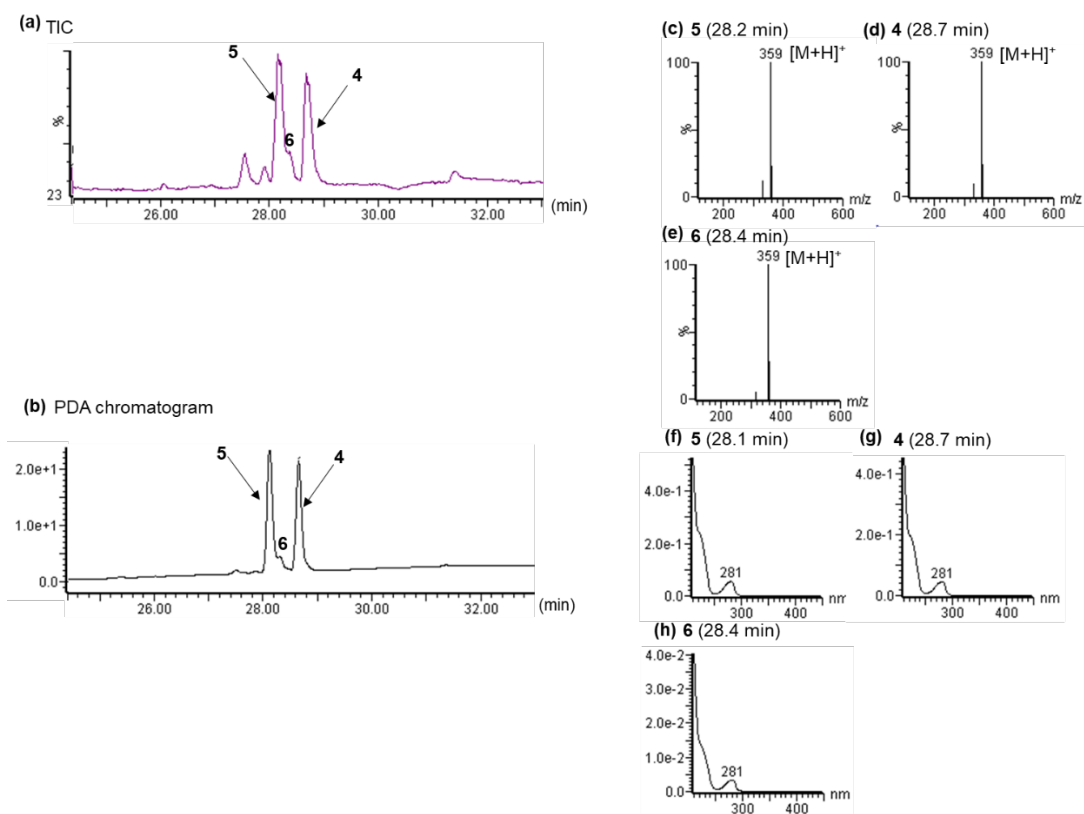 (a) TIC
5
4
6
%
23
26.00 28.00 30.00 32.00 (min)
(b) PDA chromatogram
5
4
6
2.0e+1
1.0e+1
0.0
26.00 28.00 30.00 32.00 (min)
(c) 5 (28.2 min)
359 [M+H]+
100
%
0
200 400 600 m/z
(d) 4 (28.7 min)
359 [M+H]+
100
%
0
200 400 600 m/z
(e) 6 (28.4 min)
359 [M+H]+
100
%
0
200 400 600 m/z
(f) 5 (28.1 min)
4.0e-1
2.0e-1
0.0
281
300 400 nm
(g) 4 (28.7 min)
4.0e-1
2.0e-1
0.0
281
300 400 nm
(h) 6 (28.4 min)
4.0e-2
3.0e-2
2.0e-2
1.0e-2
0.0
281
300 400 nm